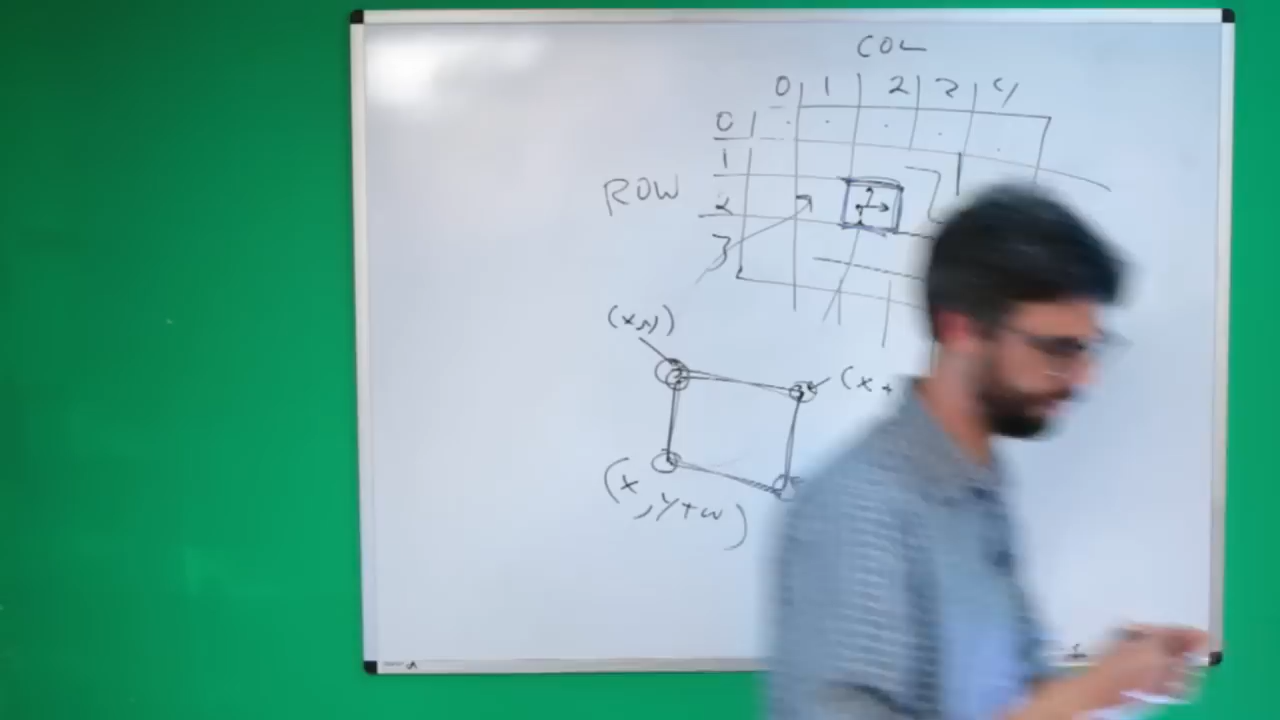 COL
0 1 2 3 4
0
1
ROW 2
3
(x,y)
(x +
(x, y+w)